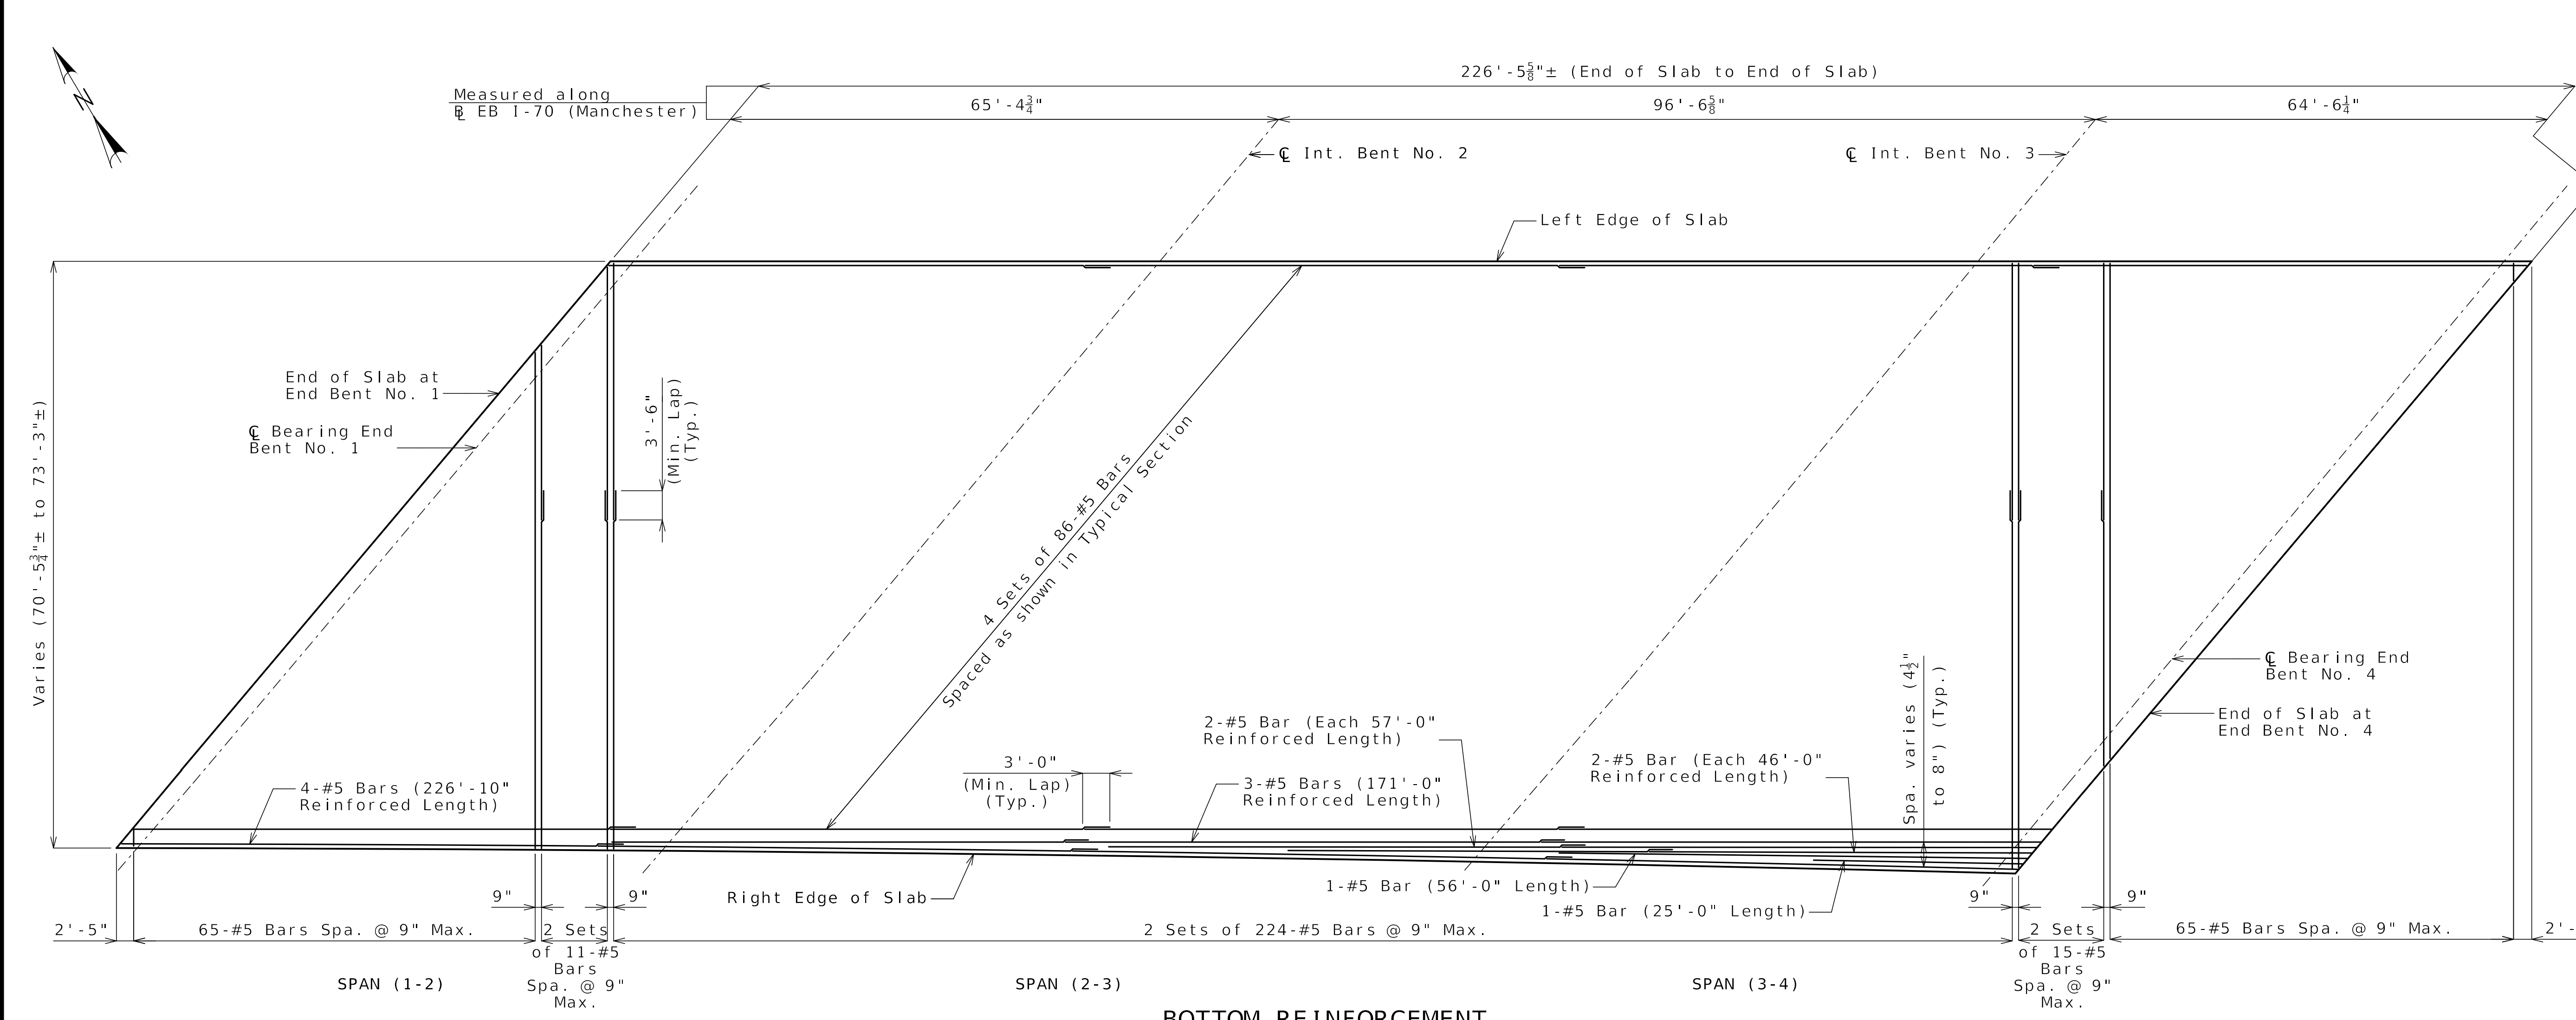 226'-5⅝"± (End of Slab to End of Slab)
Measured along
℄ EB I-70 (Manchester)
65'-4¾"
96'-6⅝"
64'-6¼"
N
℄ Int. Bent No. 2
℄ Int. Bent No. 3
Left Edge of Slab
Varies (70'-5¾"± to 73'-3"±)
End of Slab at
End Bent No. 1
℄ Bearing End
Bent No. 1
3'-6"
(Min. Lap)
(Typ.)
4 Sets of 86-#5 Bars
Spaced as shown in Typical Section
℄ Bearing End
Bent No. 4
End of Slab at
End Bent No. 4
Spa. varies (4½"
to 8") (Typ.)
2-#5 Bar (Each 57'-0"
Reinforced Length)
2-#5 Bar (Each 46'-0"
Reinforced Length)
3'-0"
(Min. Lap)
(Typ.)
3-#5 Bars (171'-0"
Reinforced Length)
4-#5 Bars (226'-10"
Reinforced Length)
1-#5 Bar (56'-0" Length)
1-#5 Bar (25'-0" Length)
Right Edge of Slab
9"
9"
9"
9"
2'-5"
65-#5 Bars Spa. @ 9" Max.
2 Sets
of 11-#5
Bars
Spa. @ 9"
Max.
2 Sets of 224-#5 Bars @ 9" Max.
2 Sets
of 15-#5
Bars
Spa. @ 9"
Max.
65-#5 Bars Spa. @ 9" Max.
2'-
SPAN (1-2)
SPAN (2-3)
SPAN (3-4)
BOTTOM REINFORCEMENT